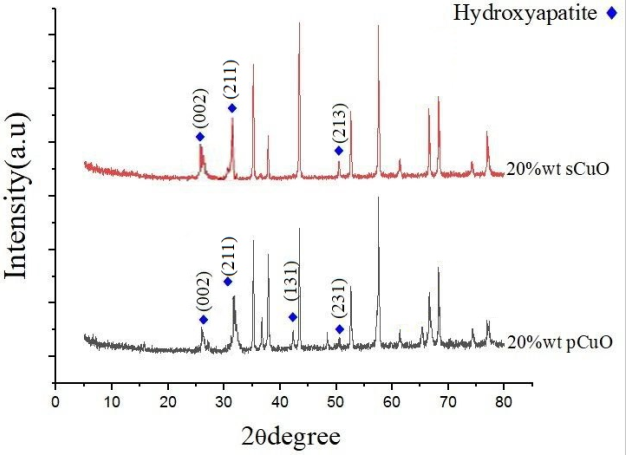 Hydroxyapatite
Intensity(a.u)
(002)
(211)
(213)
20%wt sCuO
(002)
(211)
(131)
(231)
20%wt pCuO
0 10 20 30 40 50 60 70 80
2θdegree